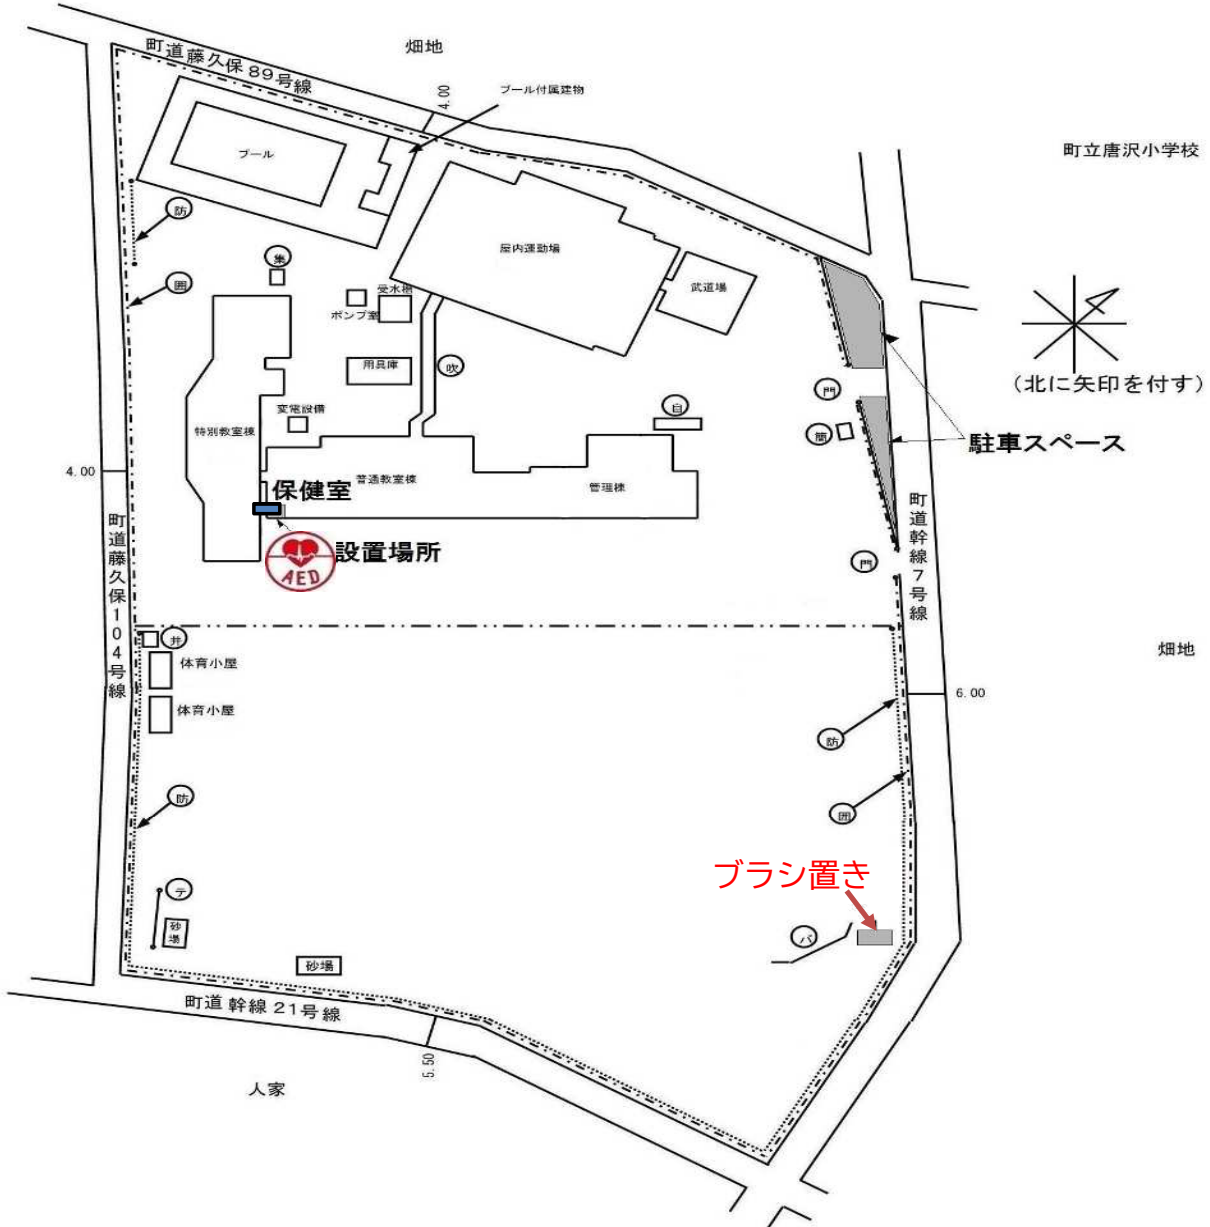 町道藤久保89号線
畑地
4.00
プール付属建物
町立唐沢小学校
プール
防
集
屋内運動場
囲
受水槽
ポンプ室
武道場
(北に矢印を付す)
用具庫
吹
門
変電設備
自
簡
駐車スペース
特別教室棟
4.00
普通教室棟
管理棟
保健室
設置場所
AED
町道藤久保104号線
町道幹線7号線
門
井
体育小屋
畑地
体育小屋
6.00
防
防
囲
ブラシ置き
テ
砂場
バ
砂場
町道幹線21号線
5.50
人家